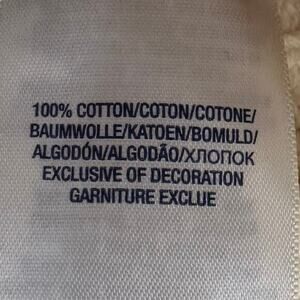 100% COTTON/COTON/COTONE/
BAUMWOLLE/KATOEN/BOMULD/
ALGODÓN/ALGODÃO/ХЛОПОК
EXCLUSIVE OF DECORATION
GARNITURE EXCLUE